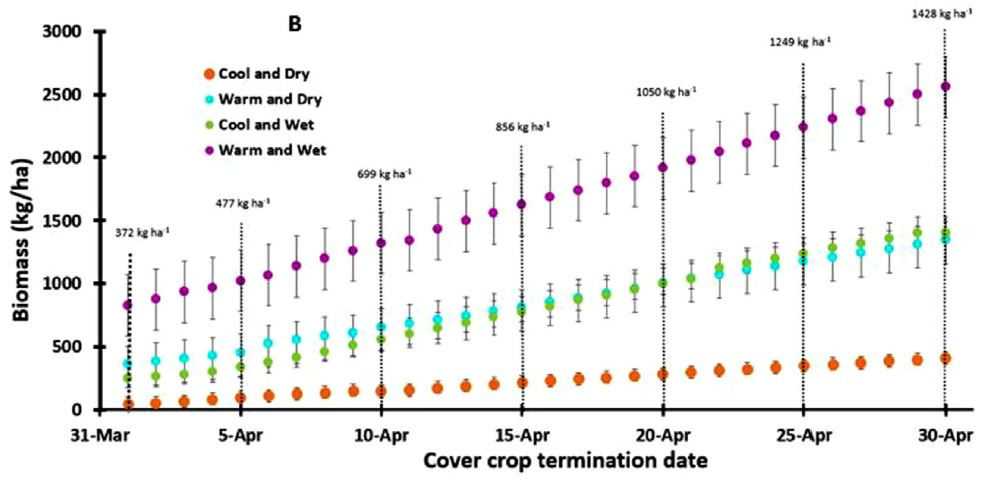 B
3000
2500
2000
1500
1000
500
0
Biomass (kg/ha)
Cool and Dry
Warm and Dry
Cool and Wet
Warm and Wet
372 kg ha-1
477 kg ha-1
699 kg ha-1
856 kg ha-1
1050 kg ha-1
1249 kg ha-1
1428 kg ha-1
31-Mar 5-Apr 10-Apr 15-Apr 20-Apr 25-Apr 30-Apr
Cover crop termination date